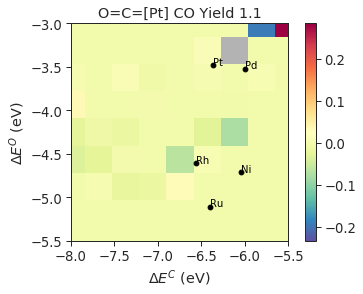 O=C=[Pt] CO Yield 1.1
−3.0
−3.5
−4.0
−4.5
−5.0
−5.5
ΔE^O (eV)
Pt
Pd
Rh
Ni
Ru
−8.0 −7.5 −7.0 −6.5 −6.0 −5.5
ΔE^C (eV)
0.2
0.1
0.0
−0.1
−0.2